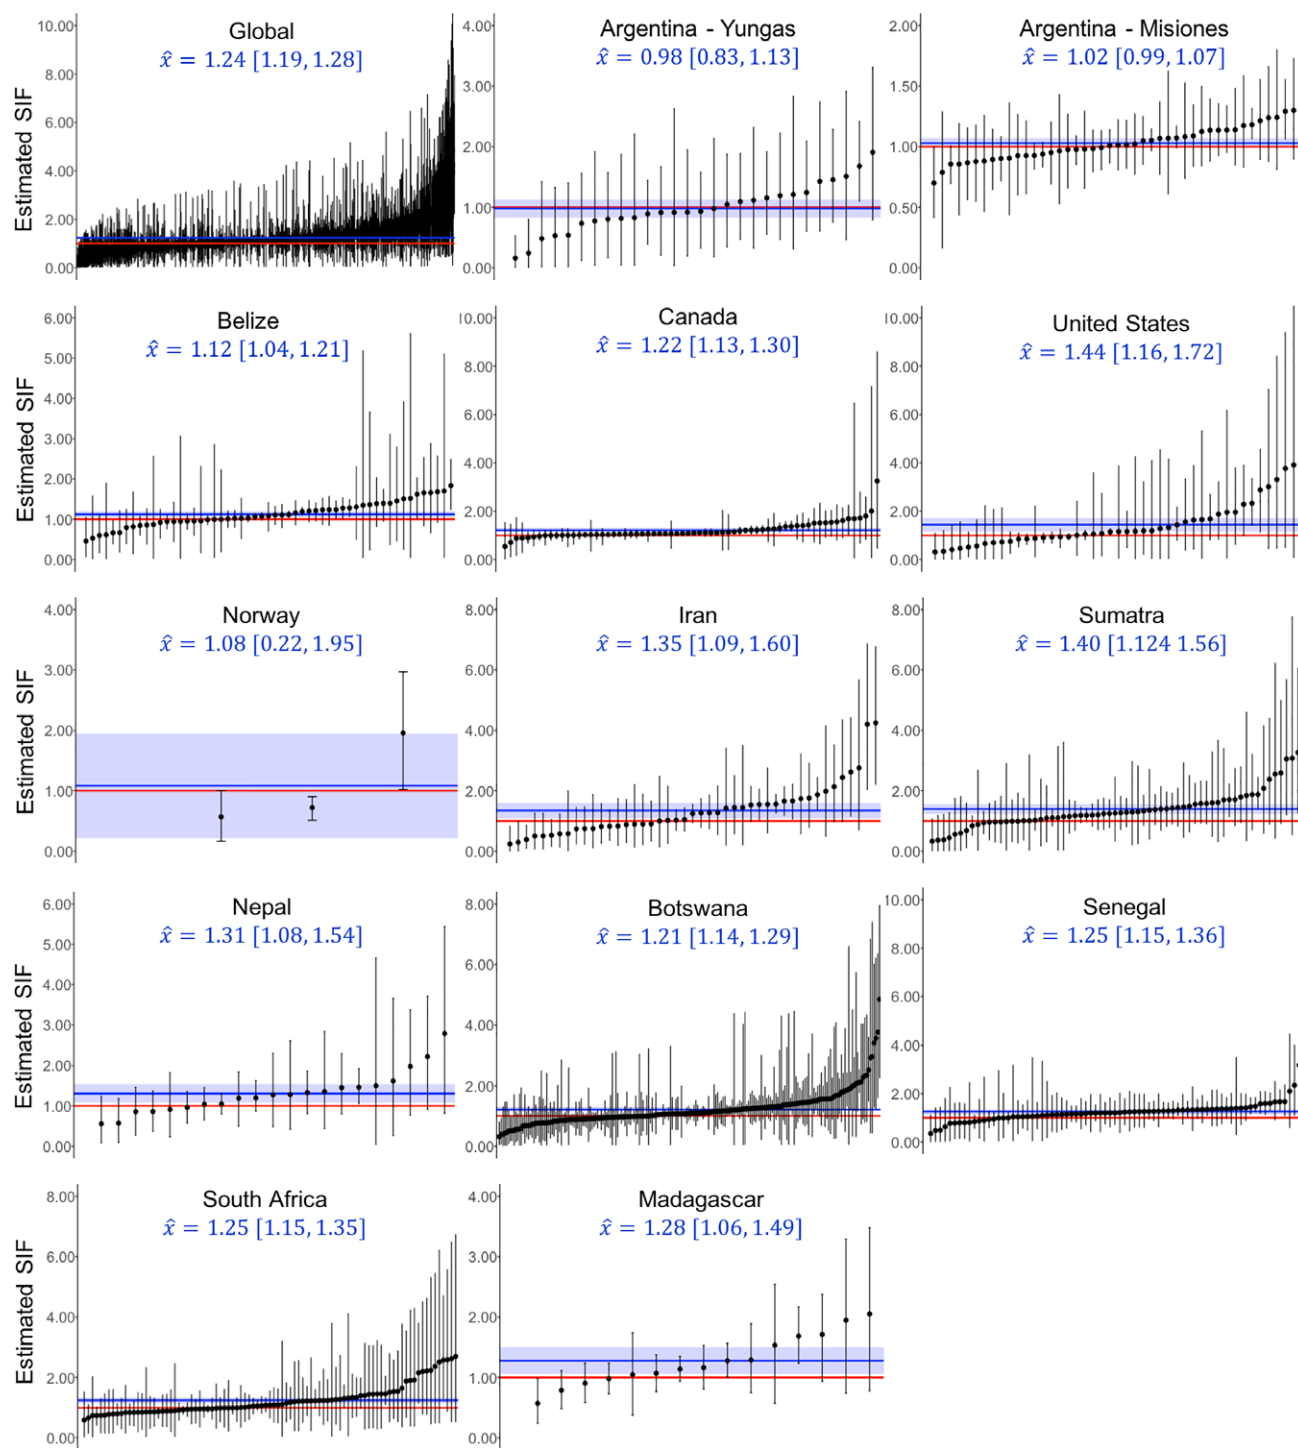 Global
x̂ = 1.24 [1.19, 1.28]
Argentina - Yungas
x̂ = 0.98 [0.83, 1.13]
Argentina - Misiones
x̂ = 1.02 [0.99, 1.07]
Estimated SIF
10.00
8.00
6.00
4.00
2.00
0.00
4.00
3.00
2.00
1.00
0.00
2.00
1.50
1.00
0.50
0.00
Belize
x̂ = 1.12 [1.04, 1.21]
Canada
x̂ = 1.22 [1.13, 1.30]
United States
x̂ = 1.44 [1.16, 1.72]
Estimated SIF
6.00
5.00
4.00
3.00
2.00
1.00
0.00
10.00
8.00
6.00
4.00
2.00
0.00
10.00
8.00
6.00
4.00
2.00
0.00
Norway
x̂ = 1.08 [0.22, 1.95]
Iran
x̂ = 1.35 [1.09, 1.60]
Sumatra
x̂ = 1.40 [1.124 1.56]
Estimated SIF
4.00
3.00
2.00
1.00
0.00
8.00
6.00
4.00
2.00
0.00
8.00
6.00
4.00
2.00
0.00
Nepal
x̂ = 1.31 [1.08, 1.54]
Botswana
x̂ = 1.21 [1.14, 1.29]
Senegal
x̂ = 1.25 [1.15, 1.36]
Estimated SIF
6.00
5.00
4.00
3.00
2.00
1.00
0.00
8.00
6.00
4.00
2.00
0.00
10.00
8.00
6.00
4.00
2.00
0.00
South Africa
x̂ = 1.25 [1.15, 1.35]
Madagascar
x̂ = 1.28 [1.06, 1.49]
Estimated SIF
8.00
6.00
4.00
2.00
0.00
4.00
3.00
2.00
1.00
0.00